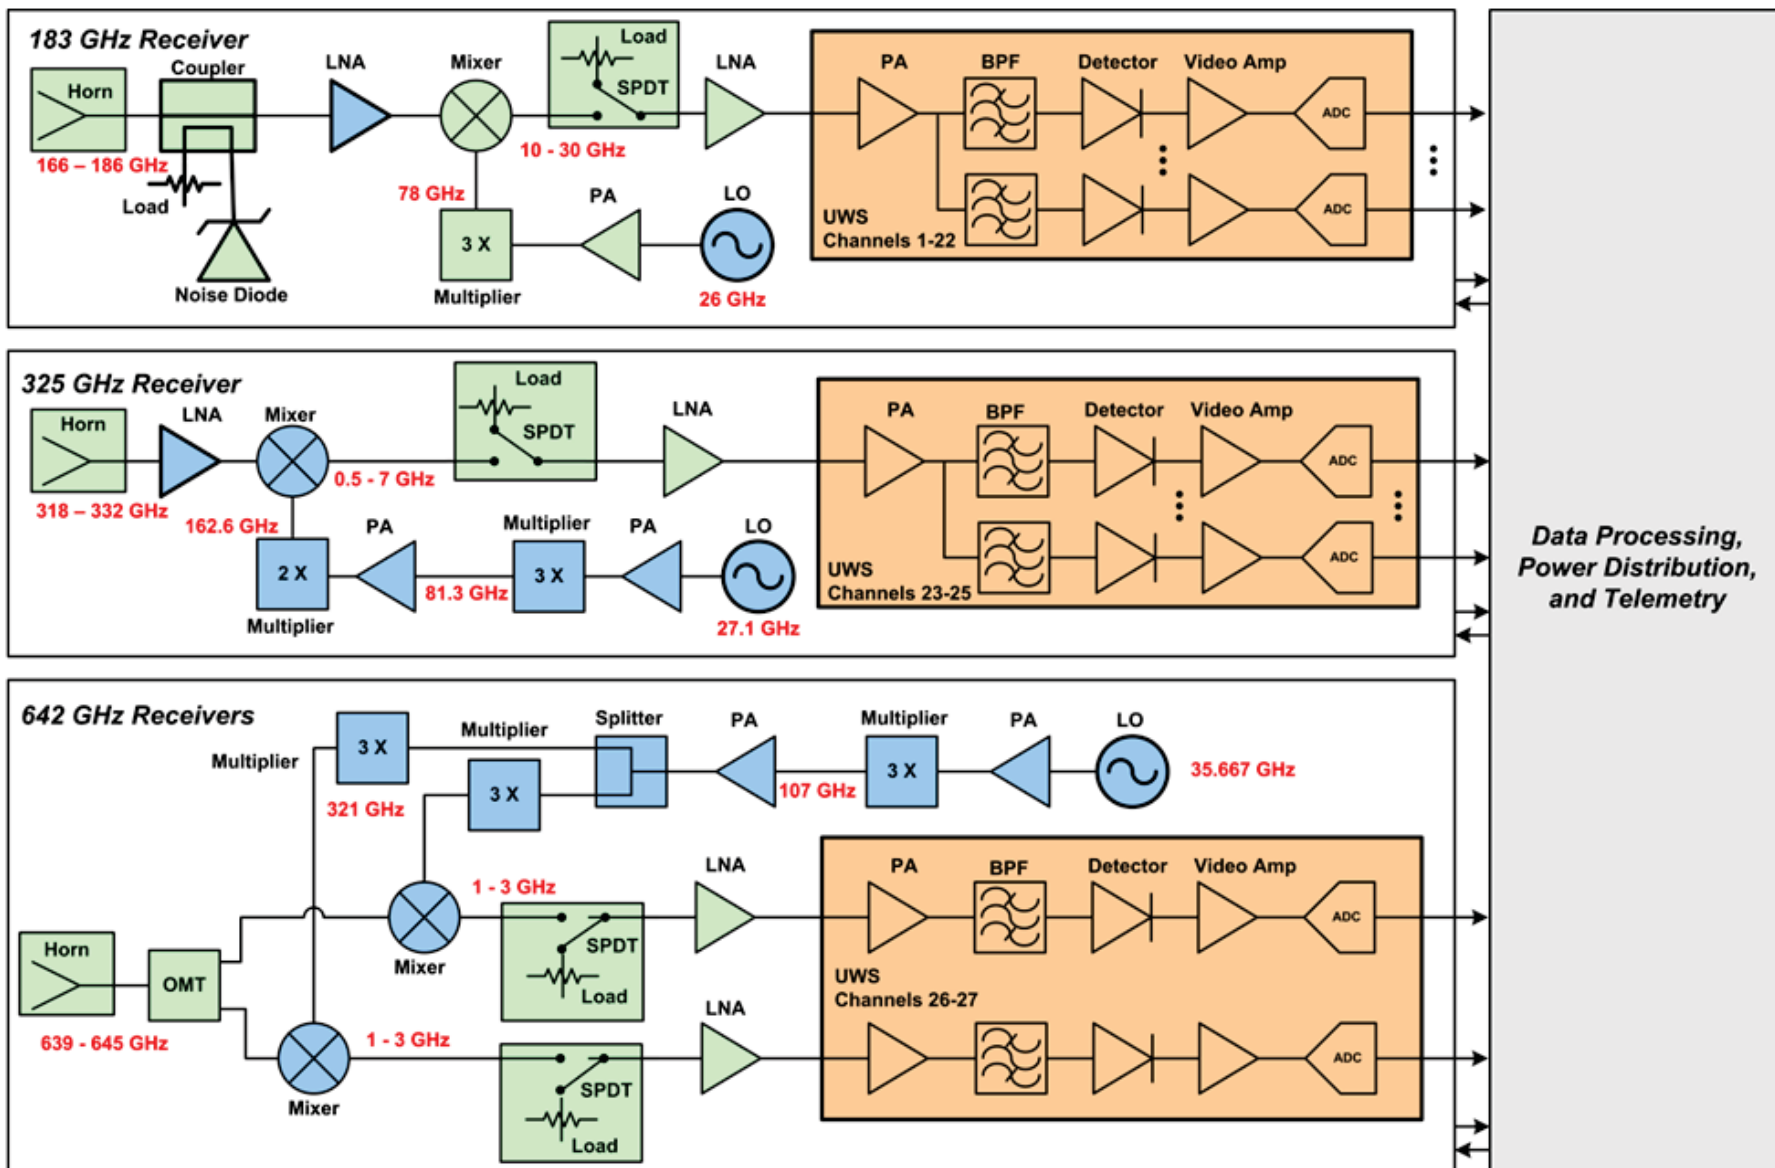 183 GHz Receiver
Horn
166 – 186 GHz
Coupler
Load
Noise Diode
LNA
Mixer
78 GHz
3 X
Multiplier
10 - 30 GHz
Load
SPDT
LNA
PA
LO
26 GHz
PA
BPF
Detector
Video Amp
ADC
ADC
UWS
Channels 1-22
325 GHz Receiver
Horn
318 – 332 GHz
LNA
Mixer
0.5 - 7 GHz
162.6 GHz
2 X
Multiplier
PA
81.3 GHz
Multiplier
3 X
PA
LO
27.1 GHz
Load
SPDT
LNA
PA
BPF
Detector
Video Amp
ADC
ADC
UWS
Channels 23-25
642 GHz Receivers
Multiplier
3 X
321 GHz
Multiplier
3 X
Splitter
PA
107 GHz
Multiplier
3 X
PA
LO
35.667 GHz
Horn
639 - 645 GHz
OMT
Mixer
1 - 3 GHz
SPDT
Load
LNA
Mixer
1 - 3 GHz
SPDT
Load
LNA
PA
BPF
Detector
Video Amp
ADC
UWS
Channels 26-27
ADC
Data Processing,
Power Distribution,
and Telemetry